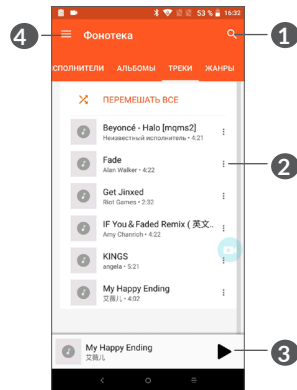 53 % 16:32
Фонотека
СПОЛНИТЕЛИ АЛЬБОМЫ ТРЕКИ ЖАНРЫ
ПЕРЕМЕШАТЬ ВСЕ
Beyoncé - Halo [mqms2]
Неизвестный исполнитель • 4:21
Fade
Alan Walker • 4:22
Get Jinxed
Riot Games • 2:32
IF You & Faded Remix ( 英文..
Amy Chanrich • 4:22
KINGS
angela • 5:21
My Happy Ending
艾薇儿 • 4:02
My Happy Ending
艾薇儿
1
2
3
4